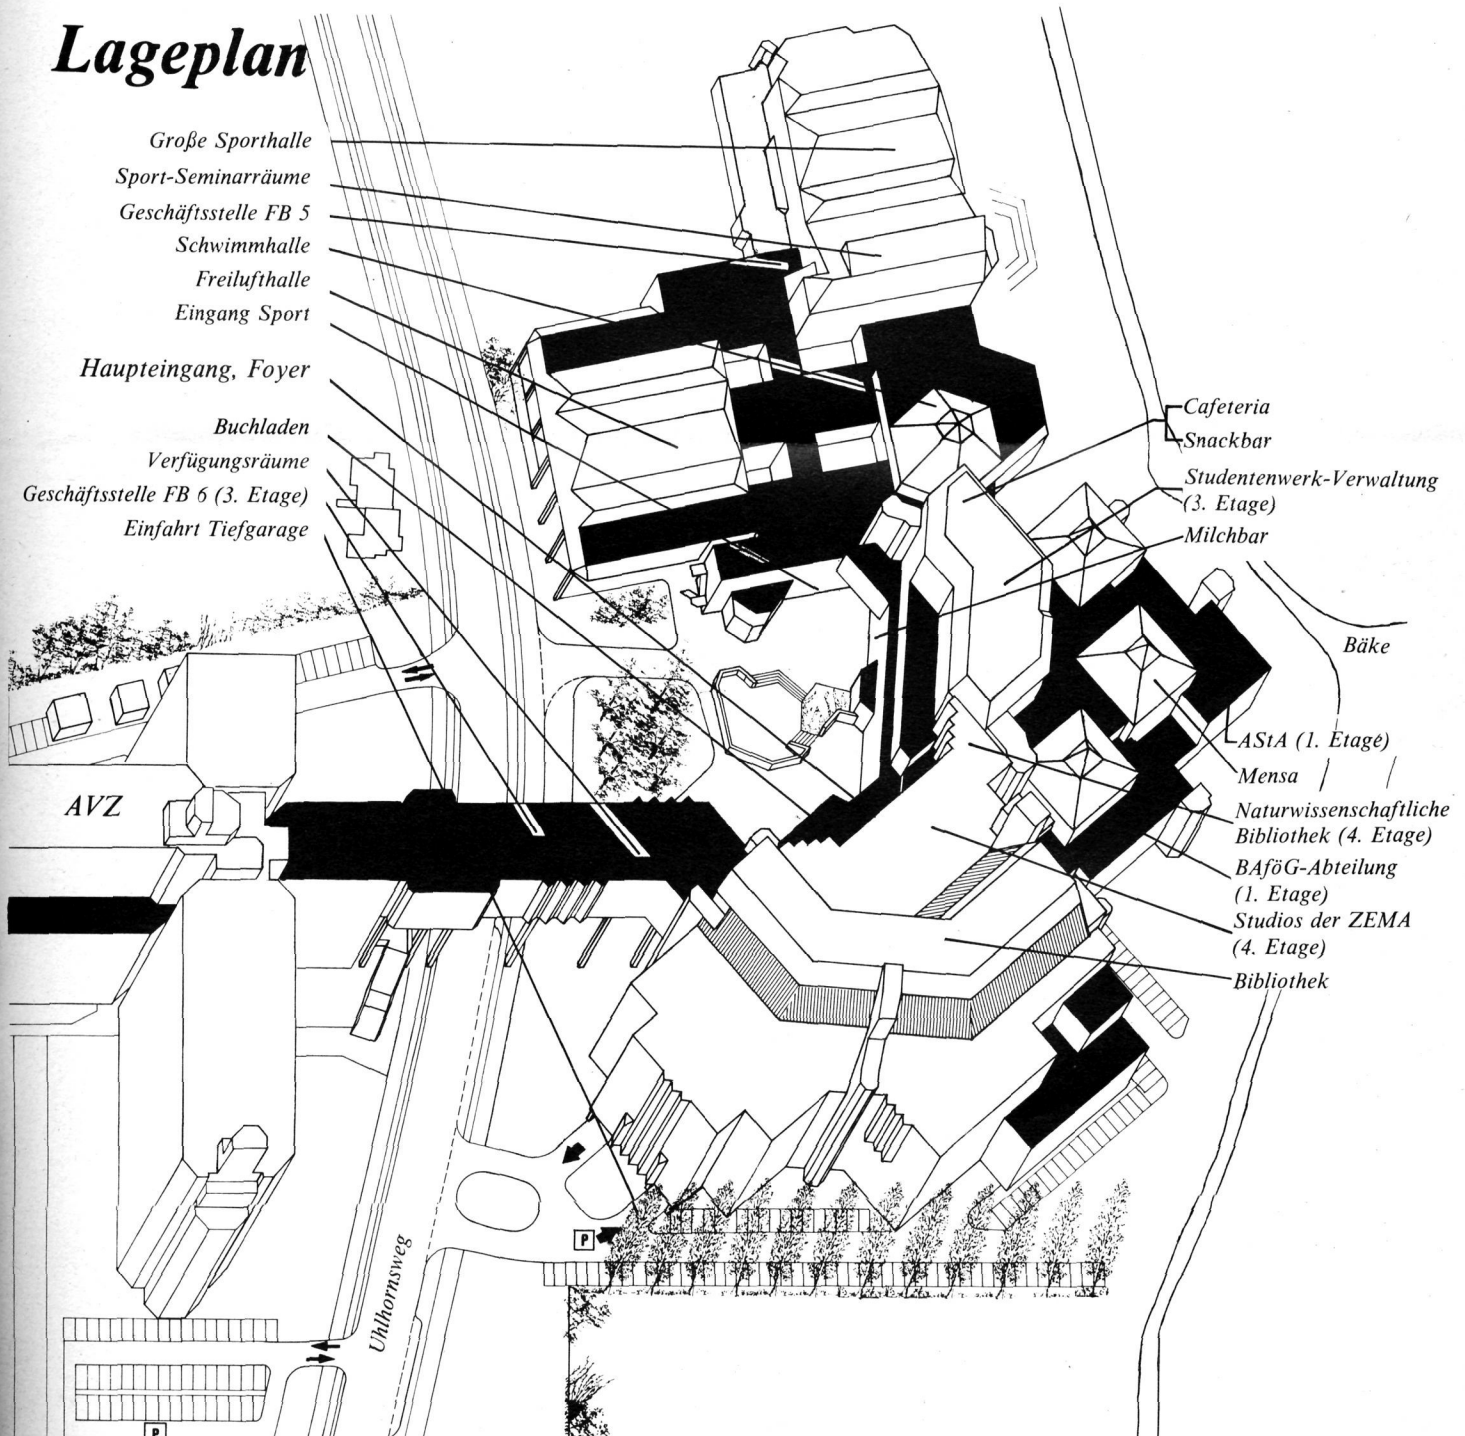 Lageplan
Große Sporthalle
Sport-Seminarräume
Geschäftsstelle FB 5
Schwimmhalle
Freilufthalle
Eingang Sport
Haupteingang, Foyer
Buchladen
Verfügungsräume
Geschäftsstelle FB 6 (3. Etage)
Einfahrt Tiefgarage
Cafeteria
Snackbar
Studentenwerk-Verwaltung
(3. Etage)
Milchbar
Bäke
AStA (1. Etage)
Mensa
Naturwissenschaftliche
Bibliothek (4. Etage)
BAföG-Abteilung
(1. Etage)
Studios der ZEMA
(4. Etage)
Bibliothek
AVZ
P
Uhlhornsweg
P